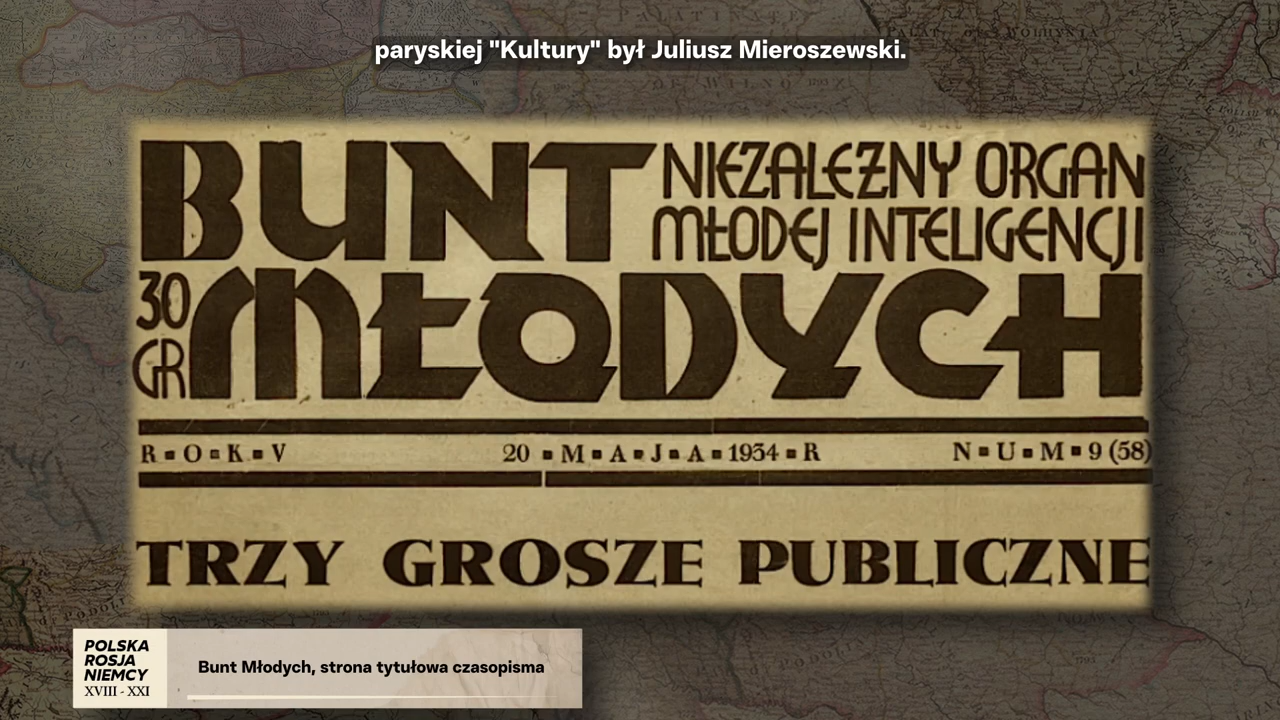 paryskiej "Kultury" był Juliusz Mieroszewski.
BUNT
NIEZALEŻNY ORGAN
MŁODEJ INTELIGENCJI
30
GR
MŁODYCH
R ▪ O ▪ K ▪ V
20 ▪ M ▪ A ▪ J ▪ A ▪ 1934 ▪ R
N ▪ U ▪ M ▪ 9 (58)
TRZY GROSZE PUBLICZNE
POLSKA
ROSJA
NIEMCY
XVIII - XXI
Bunt Młodych, strona tytułowa czasopisma